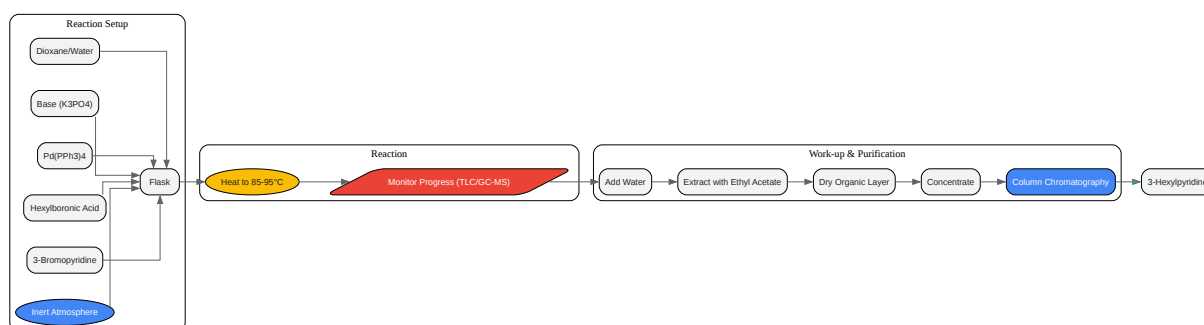 Reaction Setup
Dioxane/Water
Base (K3PO4)
Pd(PPh3)4
Hexylboronic Acid
3-Bromopyridine
Inert Atmosphere
Flask
Reaction
Heat to 85-95°C
Monitor Progress (TLC/GC-MS)
Work-up & Purification
Add Water
Extract with Ethyl Acetate
Dry Organic Layer
Concentrate
Column Chromatography
3-Hexylpyridine